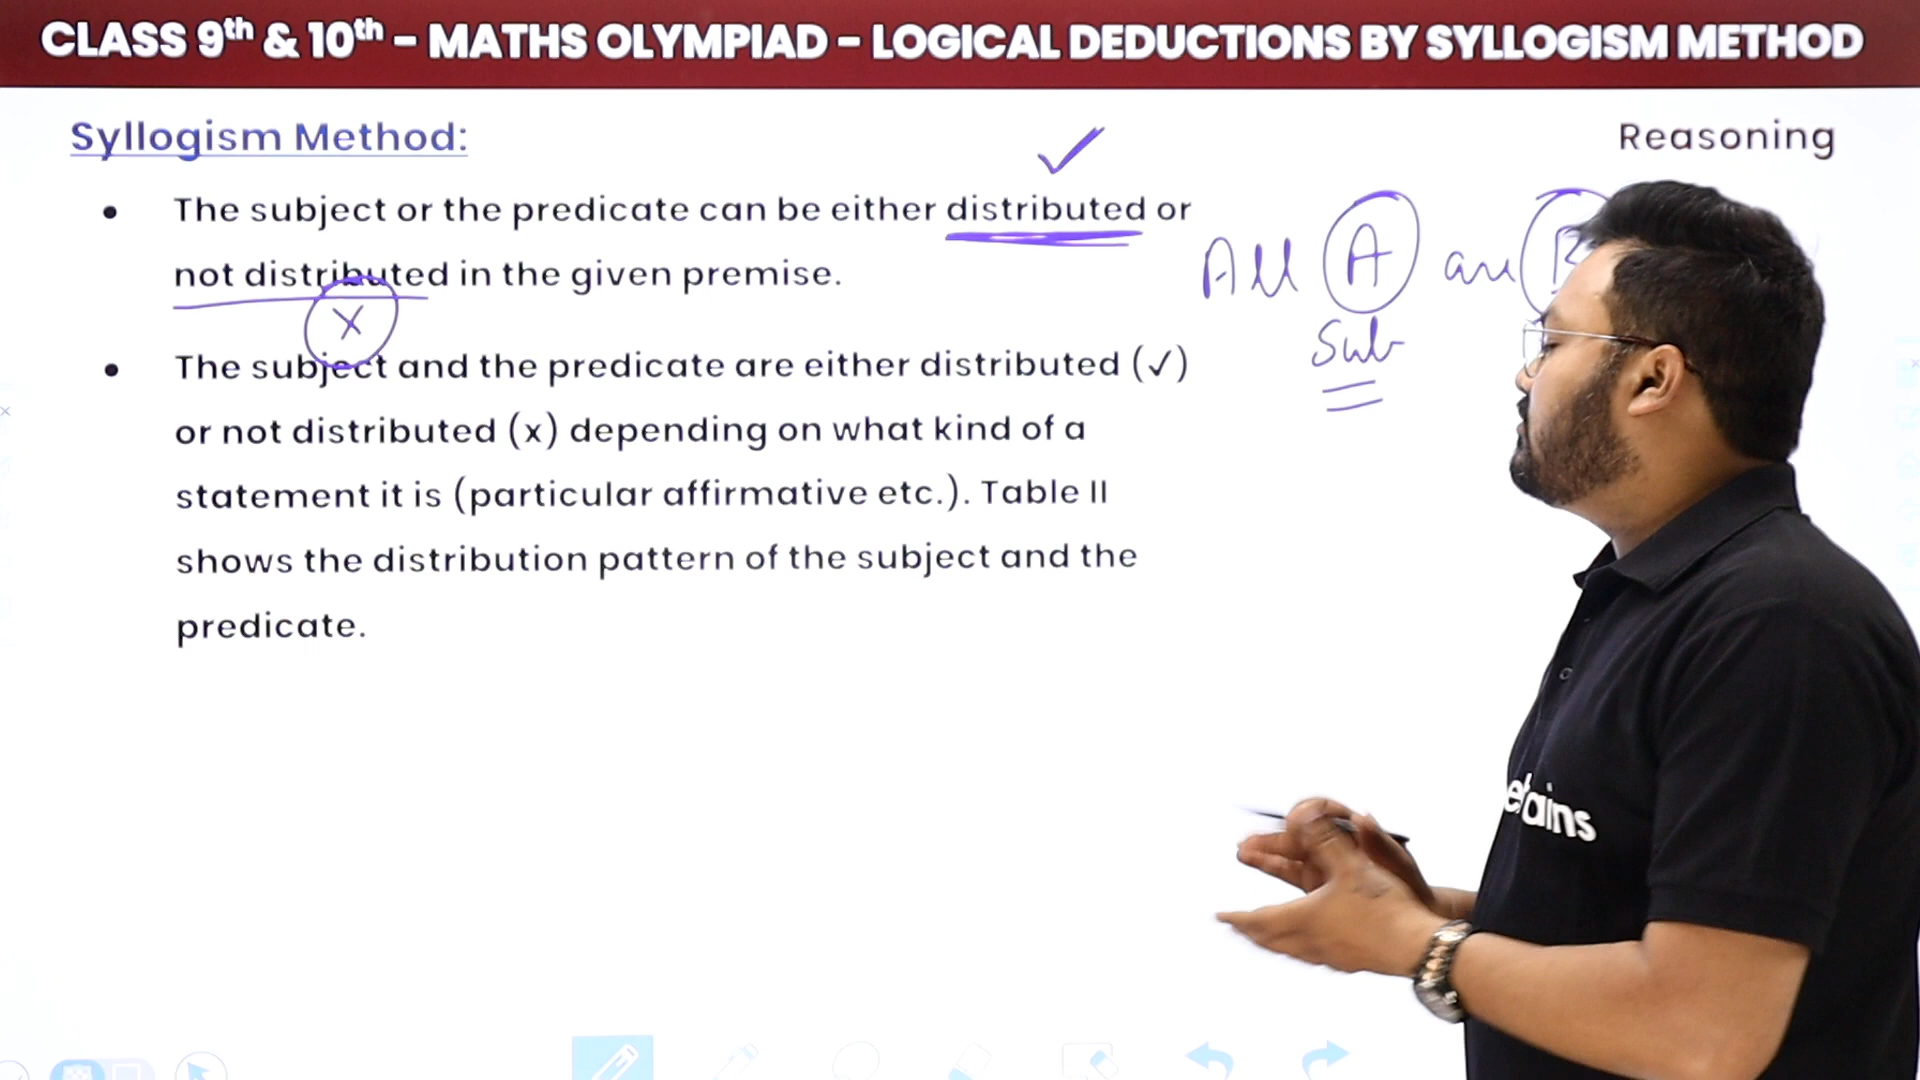 CLASS 9th & 10th – MATHS OLYMPIAD – LOGICAL DEDUCTIONS BY SYLLOGISM METHOD
Syllogism Method:
Reasoning
• The subject or the predicate can be either distributed or
not distributed in the given premise.
X
• The subject and the predicate are either distributed (✓)
or not distributed (x) depending on what kind of a
statement it is (particular affirmative etc.). Table II
shows the distribution pattern of the subject and the
predicate.
All A are B
Sub